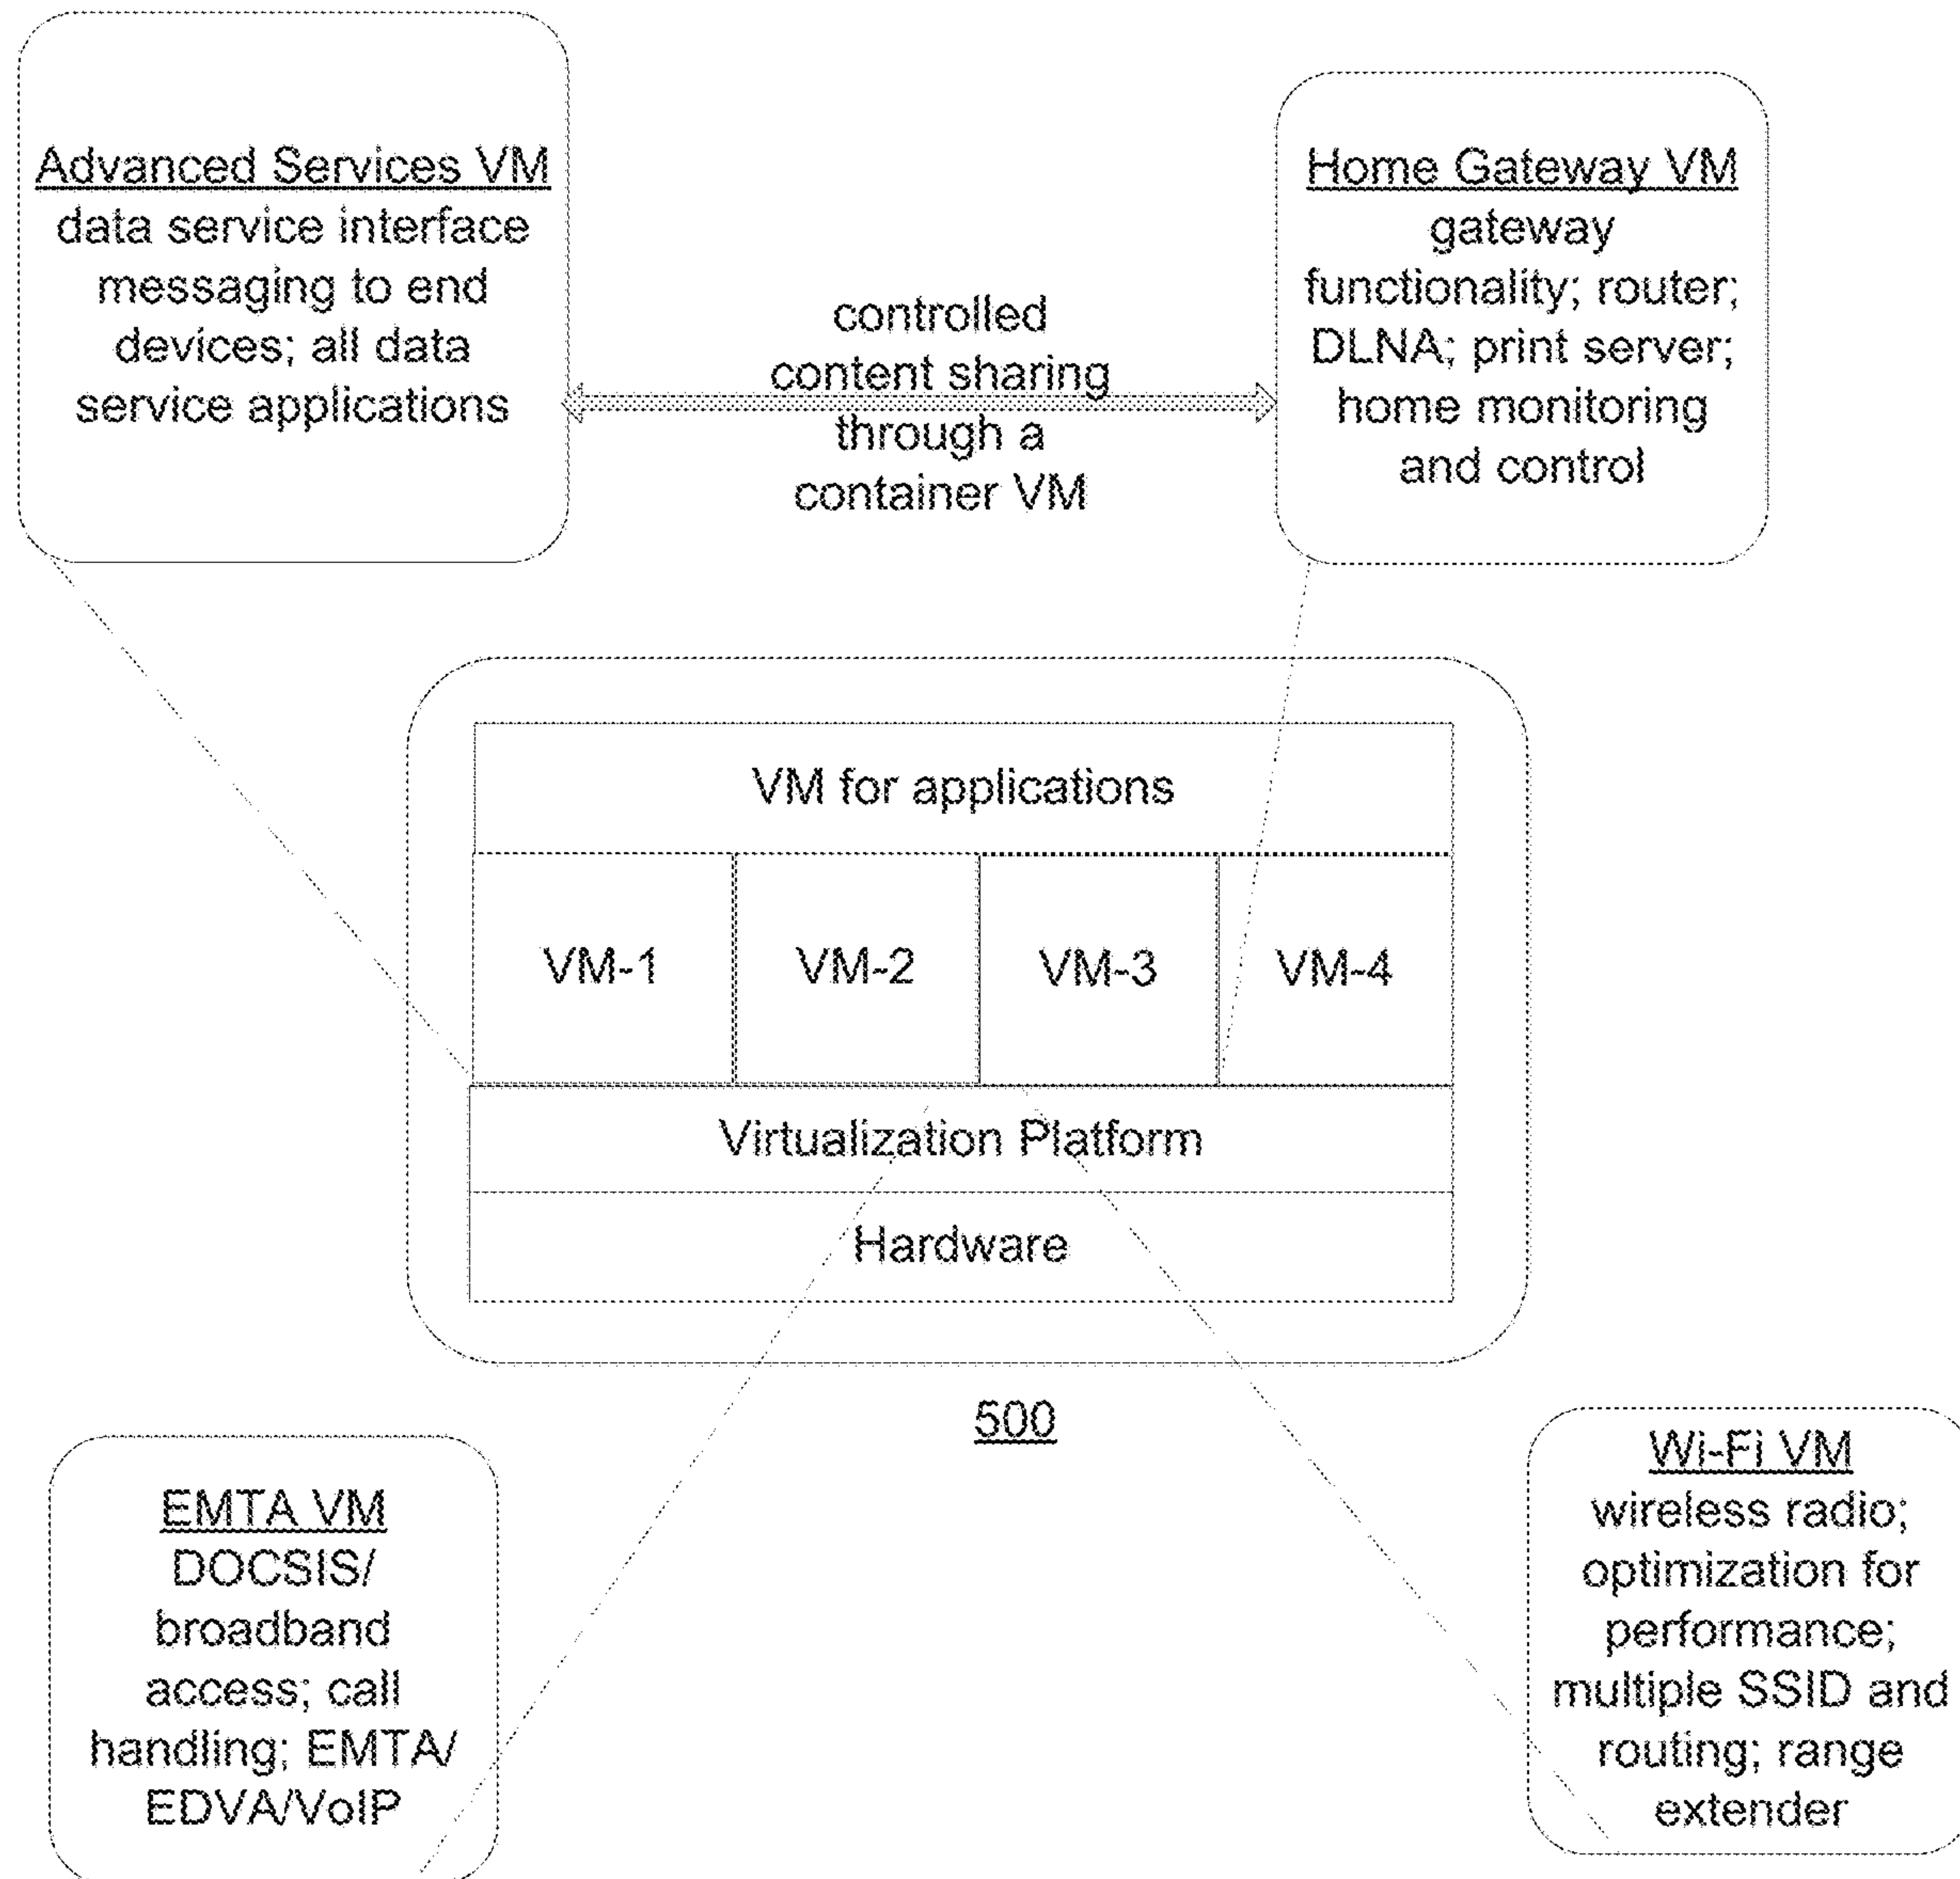 Advanced Services VM
data service interface
messaging to end
devices; all data
service applications
controlled
content sharing
through a
container VM
Home Gateway VM
gateway
functionality; router;
DLNA; print server;
home monitoring
and control
VM for applications
VM-1
VM-2
VM-3
VM-4
Virtualization Platform
Hardware
500
EMTA VM
DOCSIS/
broadband
access; call
handling; EMTA/
EDVA/VoIP
Wi-Fi VM
wireless radio;
optimization for
performance;
multiple SSID and
routing; range
extender